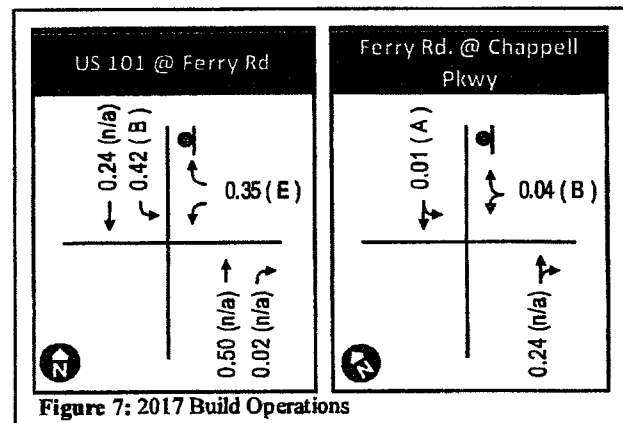 US 101 @ Ferry Rd
0.24 (n/a)
0.42 ( B )
0.35 ( E )
0.50 (n/a)
0.02 (n/a)
N
Ferry Rd. @ Chappell
Pkwy
0.01 ( A )
0.04 ( B )
0.24 (n/a)
N
Figure 7: 2017 Build Operations